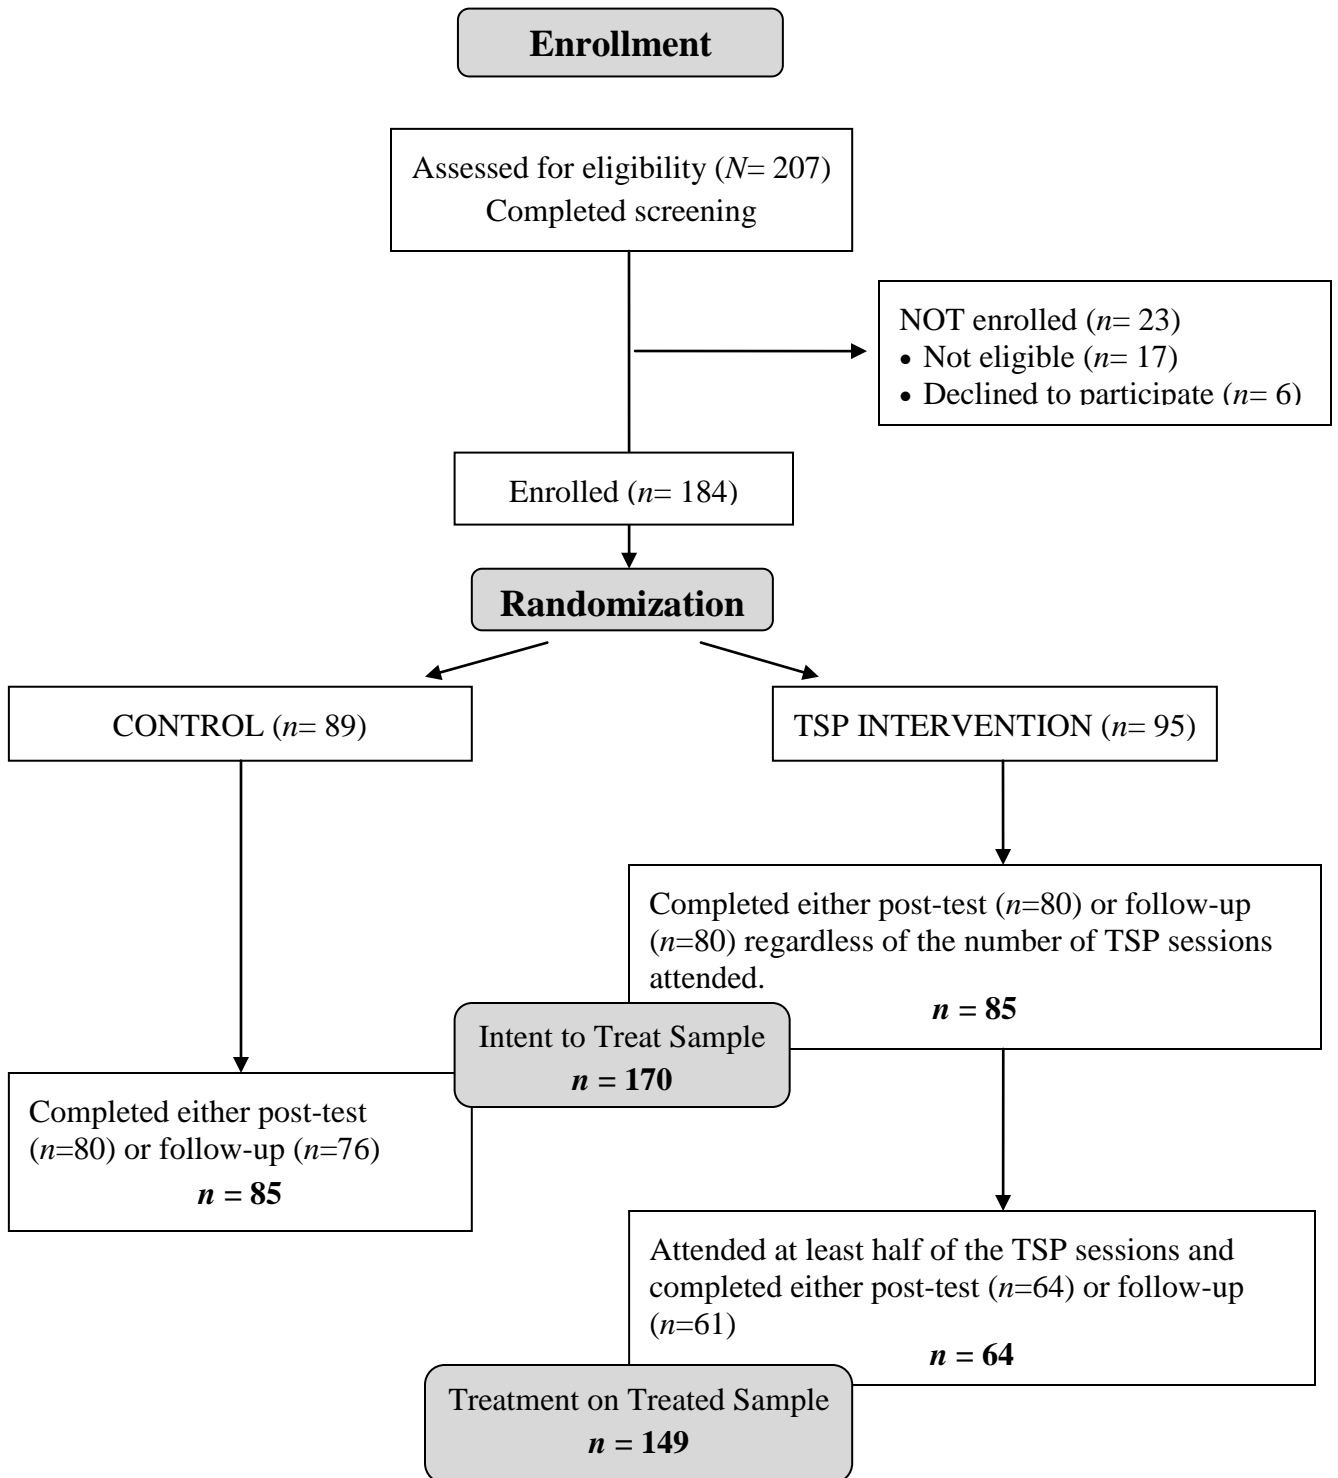 Enrollment
Assessed for eligibility (N= 207)
Completed screening
NOT enrolled (n= 23)
• Not eligible (n= 17)
• Declined to participate (n= 6)
Enrolled (n= 184)
Randomization
CONTROL (n= 89)
TSP INTERVENTION (n= 95)
Completed either post-test (n=80) or follow-up
(n=80) regardless of the number of TSP sessions
attended.
n = 85
Intent to Treat Sample
n = 170
Completed either post-test
(n=80) or follow-up (n=76)
n = 85
Attended at least half of the TSP sessions and
completed either post-test (n=64) or follow-up
(n=61)
n = 64
Treatment on Treated Sample
n = 149